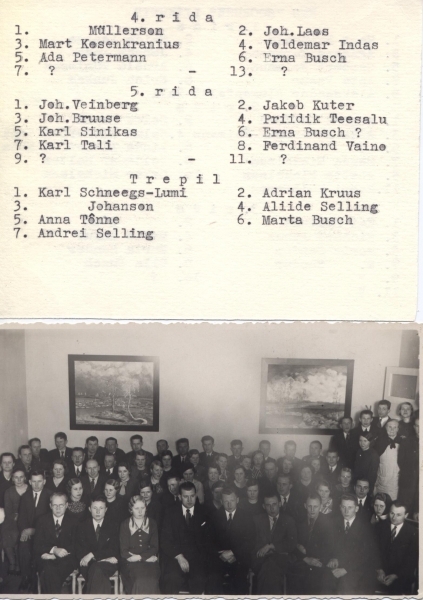 4. rida
1. Müllerson 2. Joh. Laos
3. Mart Kosenkranius 4. Voldemar Indas
5. Ada Petermann 6. Erna Busch
7. ? - 13. ?
5. rida
1. Joh.Veinberg 2. Jakob Kuter
3. Joh.Bruuse 4. Priidik Teesalu
5. Karl Sinikas 6. Erna Busch ?
7. Karl Tali 8. Ferdinand Vaino
9. ? - 11. ?
Trepil
1. Karl Schneegs-Lumi 2. Adrian Kruus
3. Johanson 4. Aliide Selling
5. Anna Tõnne 6. Marta Busch
7. Andrei Selling